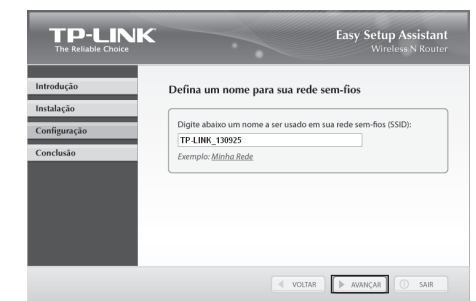 TP-LINK
The Reliable Choice
Easy Setup Assistant
Wireless N Router
Introdução
Instalação
Configuração
Conclusão
Defina um nome para sua rede sem-fios
Digite abaixo um nome a ser usado em sua rede sem-fios (SSID):
TP-LINK_130925
Exemplo: Minha Rede
VOLTAR
AVANÇAR
SAIR